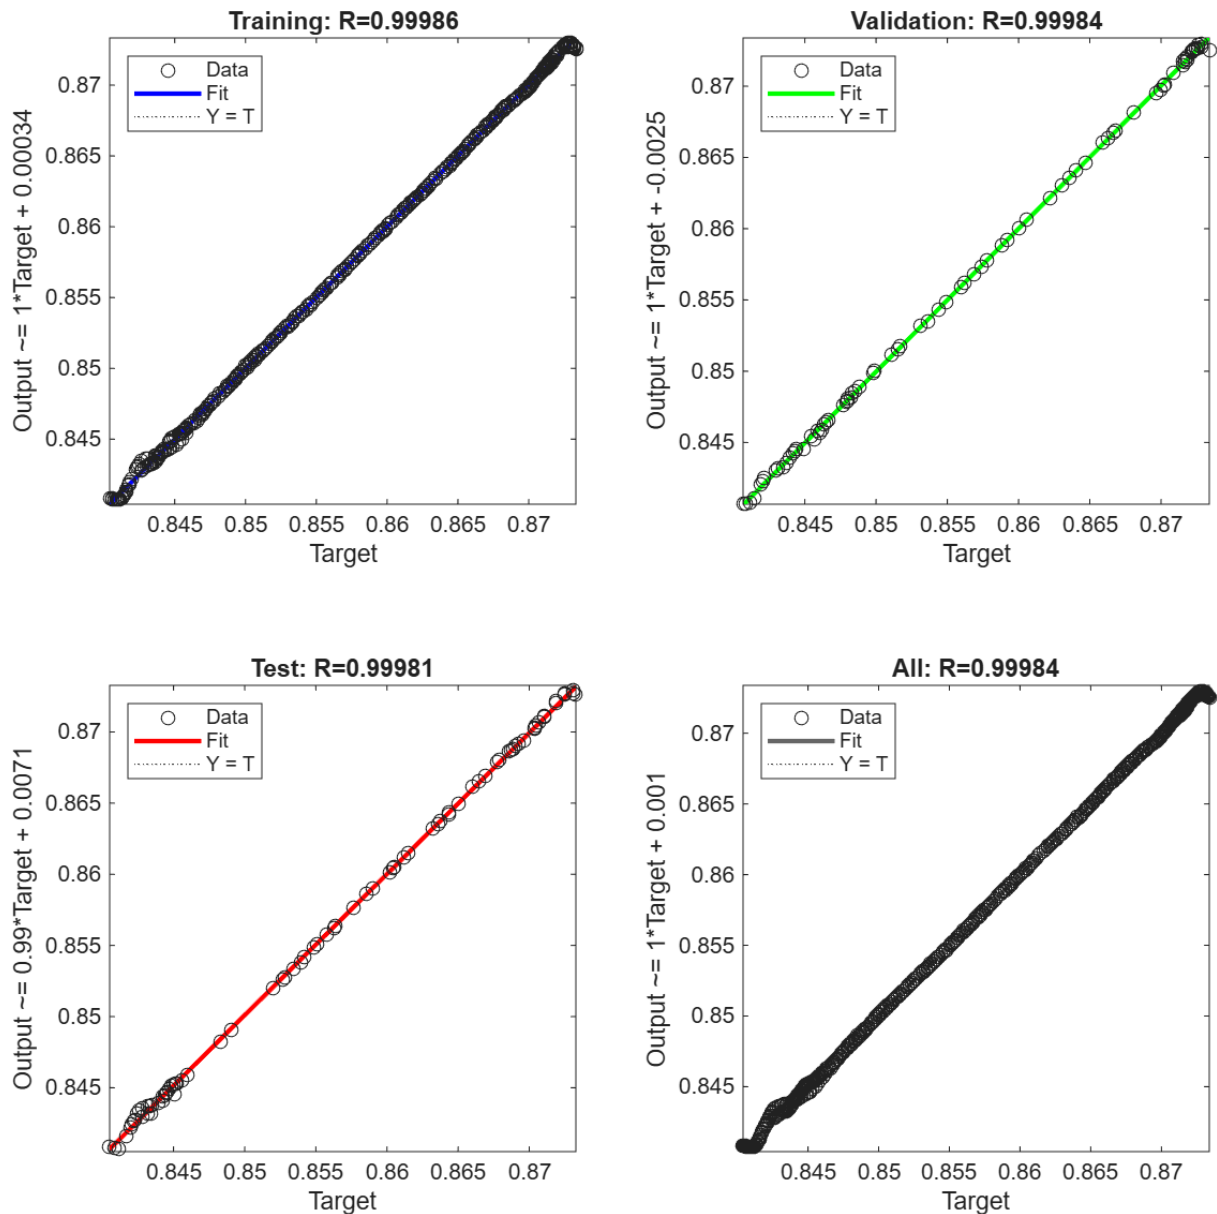 Training: R=0.99986
Output ~= 1*Target + 0.00034
0.87
0.865
0.86
0.855
0.85
0.845
Data
Fit
Y = T
0.845 0.85 0.855 0.86 0.865 0.87
Target
Validation: R=0.99984
Output ~= 1*Target + -0.0025
0.87
0.865
0.86
0.855
0.85
0.845
Data
Fit
Y = T
0.845 0.85 0.855 0.86 0.865 0.87
Target
Test: R=0.99981
Output ~= 0.99*Target + 0.0071
0.87
0.865
0.86
0.855
0.85
0.845
Data
Fit
Y = T
0.845 0.85 0.855 0.86 0.865 0.87
Target
All: R=0.99984
Output ~= 1*Target + 0.001
0.87
0.865
0.86
0.855
0.85
0.845
Data
Fit
Y = T
0.845 0.85 0.855 0.86 0.865 0.87
Target